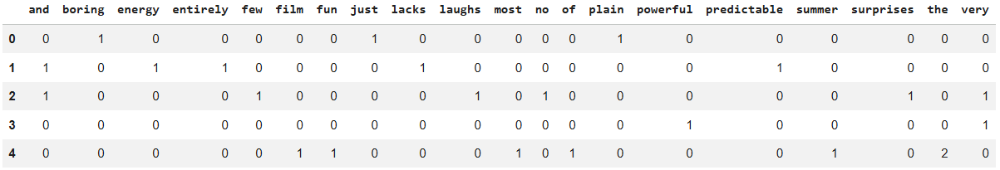 and boring energy entirely few film fun just lacks laughs most no of plain powerful predictable summer surprises the very
0 0 1 0 0 0 0 0 1 0 0 0 0 0 1 0 0 0 0 0 0
1 1 0 1 1 0 0 0 0 1 0 0 0 0 0 0 1 0 0 0 0
2 1 0 0 0 1 0 0 0 0 1 0 1 0 0 0 0 0 1 0 1
3 0 0 0 0 0 0 0 0 0 0 0 0 0 0 1 0 0 0 0 1
4 0 0 0 0 0 1 1 0 0 0 1 0 1 0 0 0 1 0 2 0